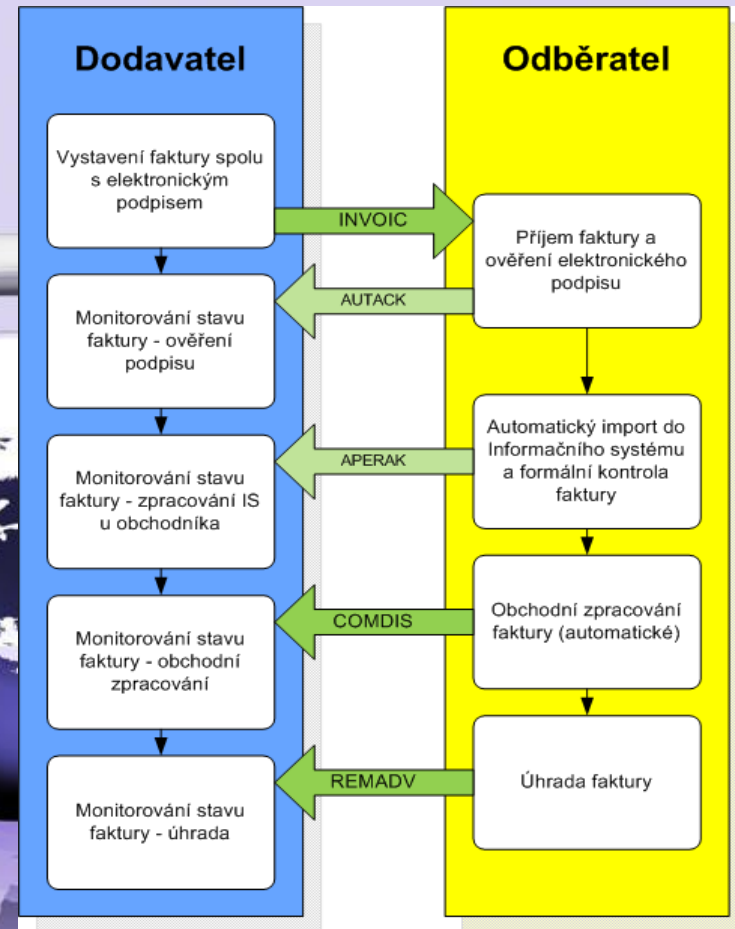 Dodavatel
Odběratel
Vystavení faktury spolu
s elektronickým
podpisem
INVOIC
Příjem faktury a
ověření elektronického
podpisu
AUTACK
Monitorování stavu
faktury - ověření
podpisu
Automatický import do
Informačního systému
a formální kontrola
faktury
APERAK
Monitorování stavu
faktury - zpracování IS
u obchodníka
Obchodní zpracování
faktury (automatické)
COMDIS
Monitorování stavu
faktury - obchodní
zpracování
Úhrada faktury
REMADV
Monitorování stavu
faktury - úhrada